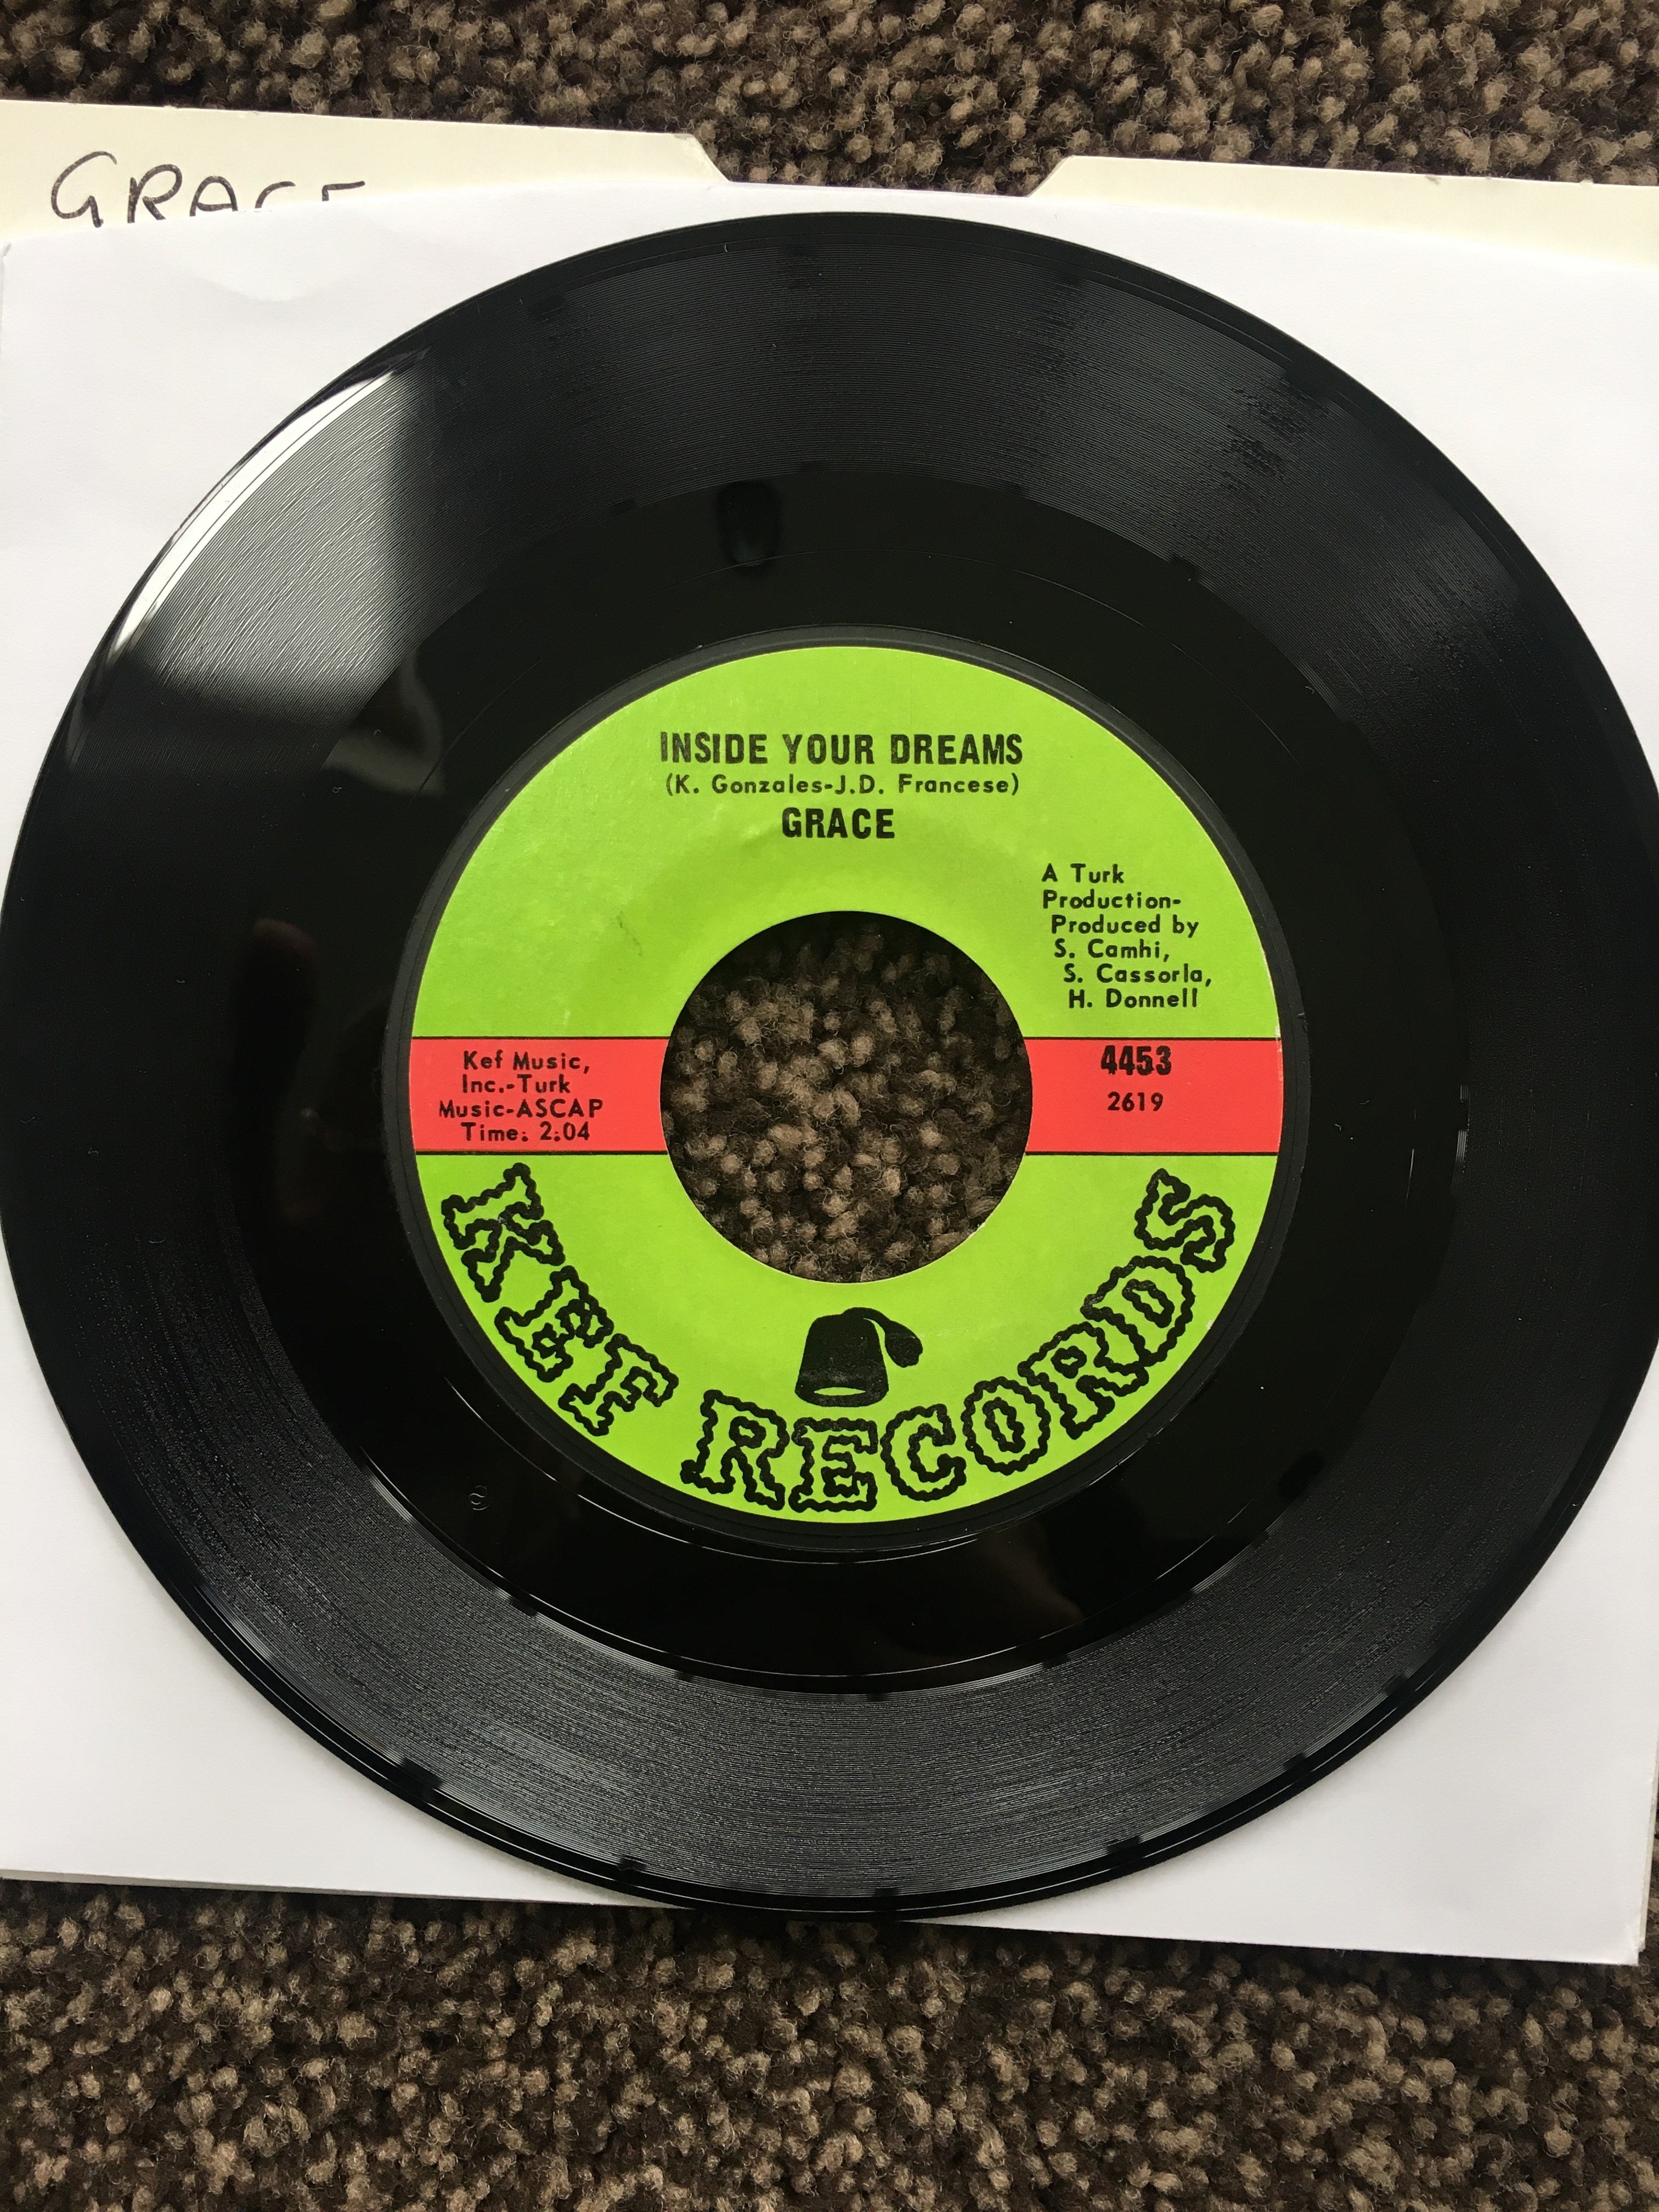 GRACE
INSIDE YOUR DREAMS
(K. Gonzales-J.D. Francese)
GRACE
A Turk
Production-
Produced by
S. Camhi,
S. Cassorla,
H. Donnell
Kef Music,
Inc.-Turk
Music-ASCAP
Time: 2:04
4453
2619
KEF RECORDS